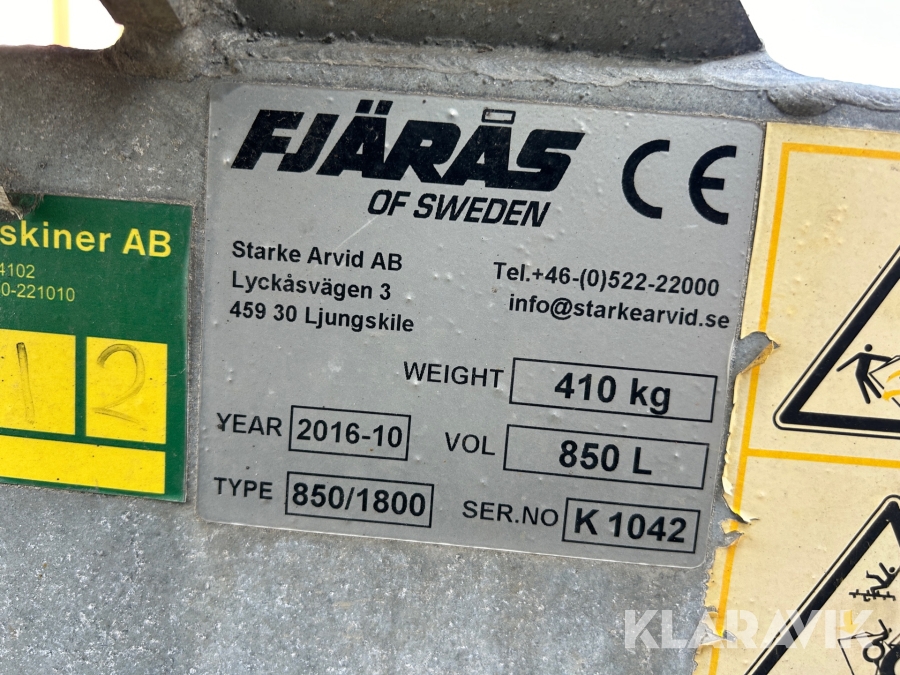 FJÄRÅS
OF SWEDEN
CE
Starke Arvid AB
Lyckåsvägen 3
459 30 Ljungskile
Tel.+46-(0)522-22000
info@starkearvid.se
WEIGHT 410 kg
YEAR 2016-10
VOL 850 L
TYPE 850/1800
SER.NO K 1042
skiner AB
4102
0-221010
1 2
KLARAVIK